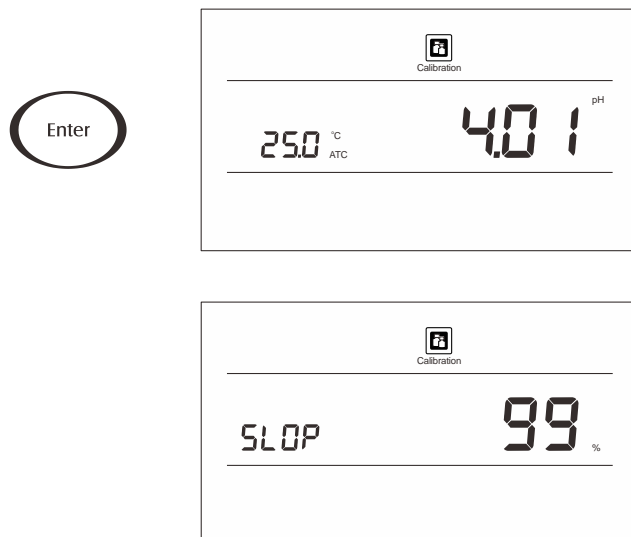 Calibration
Enter
25.0 °C ATC 4.01 pH
Calibration
SLOP 99 %